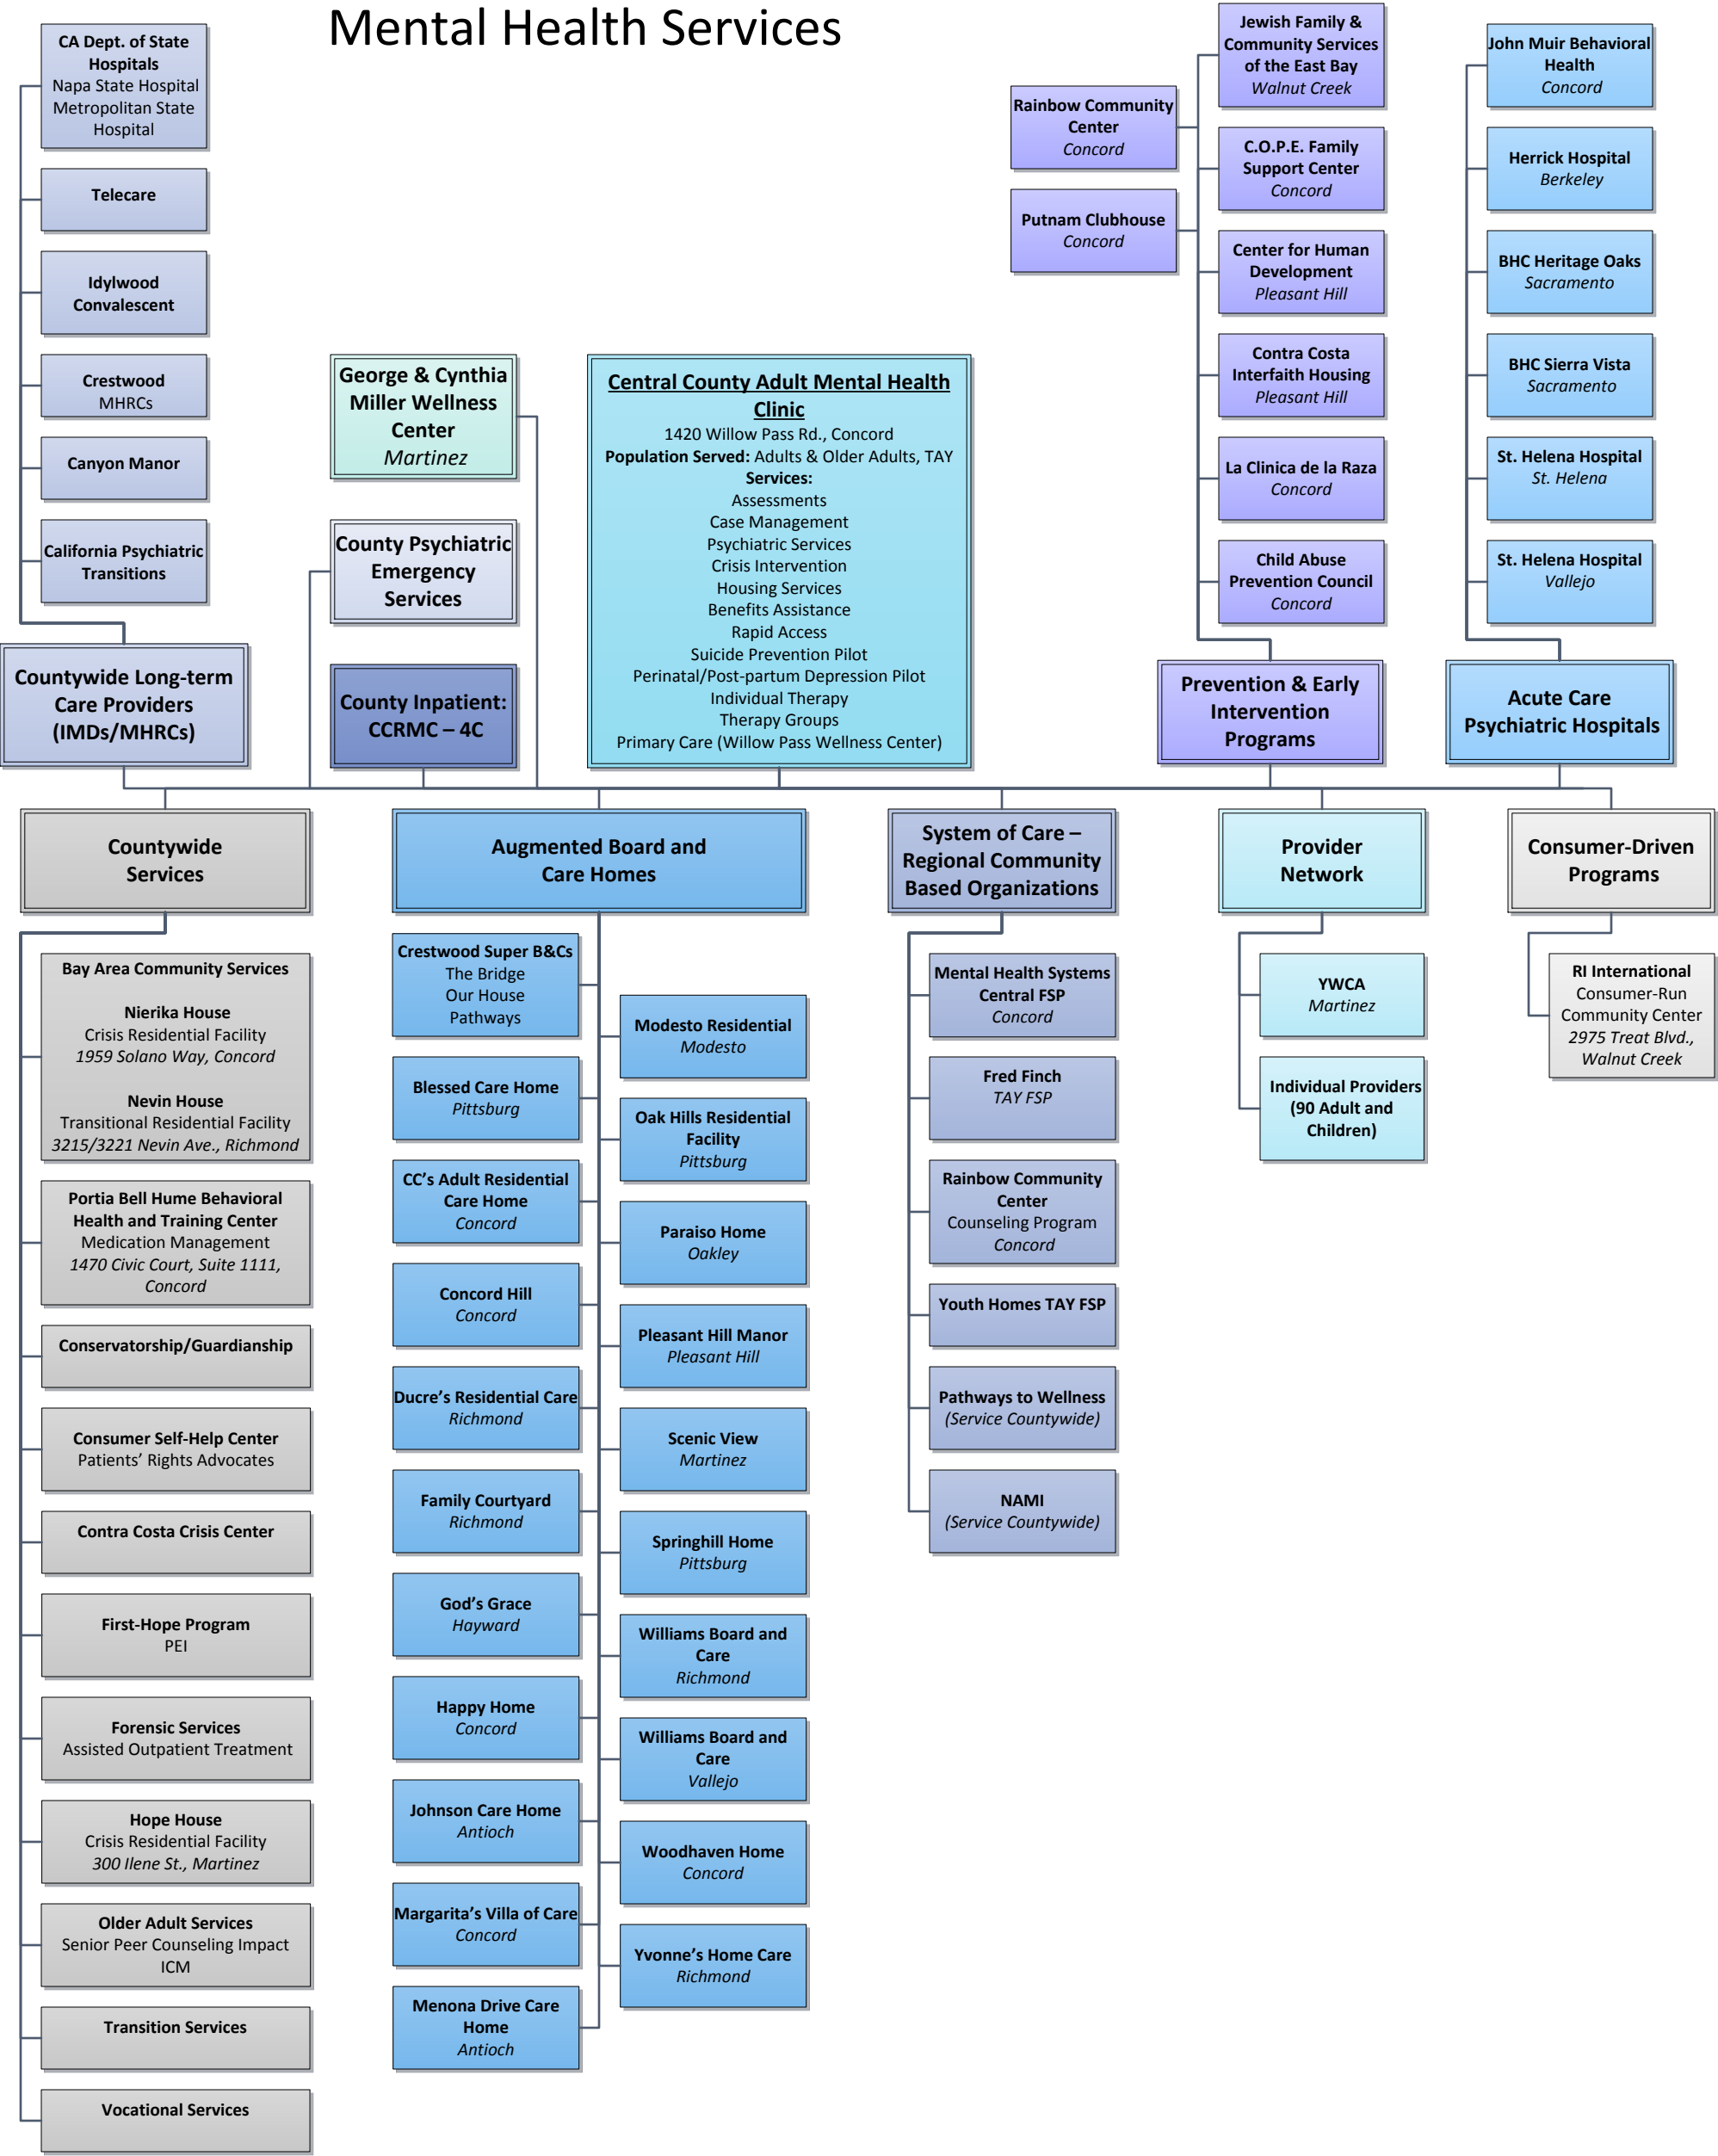 Mental Health Services
CA Dept. of State
Hospitals
Napa State Hospital
Metropolitan State
Hospital
Telecare
Idylwood
Convalescent
Crestwood
MHRCs
Canyon Manor
California Psychiatric
Transitions
Countywide Long-term
Care Providers
(IMDs/MHRCs)
George & Cynthia
Miller Wellness
Center
Martinez
County Psychiatric
Emergency
Services
County Inpatient:
CCRMC – 4C
Central County Adult Mental Health
Clinic
1420 Willow Pass Rd., Concord
Population Served: Adults & Older Adults, TAY
Services:
Assessments
Case Management
Psychiatric Services
Crisis Intervention
Housing Services
Benefits Assistance
Rapid Access
Suicide Prevention Pilot
Perinatal/Post-partum Depression Pilot
Individual Therapy
Therapy Groups
Primary Care (Willow Pass Wellness Center)
Rainbow Community
Center
Concord
Putnam Clubhouse
Concord
Jewish Family &
Community Services
of the East Bay
Walnut Creek
C.O.P.E. Family
Support Center
Concord
Center for Human
Development
Pleasant Hill
Contra Costa
Interfaith Housing
Pleasant Hill
La Clinica de la Raza
Concord
Child Abuse
Prevention Council
Concord
Prevention & Early
Intervention
Programs
John Muir Behavioral
Health
Concord
Herrick Hospital
Berkeley
BHC Heritage Oaks
Sacramento
BHC Sierra Vista
Sacramento
St. Helena Hospital
St. Helena
St. Helena Hospital
Vallejo
Acute Care
Psychiatric Hospitals
Countywide
Services
Bay Area Community Services
Nierika House
Crisis Residential Facility
1959 Solano Way, Concord
Nevin House
Transitional Residential Facility
3215/3221 Nevin Ave., Richmond
Portia Bell Hume Behavioral
Health and Training Center
Medication Management
1470 Civic Court, Suite 1111,
Concord
Conservatorship/Guardianship
Consumer Self-Help Center
Patients’ Rights Advocates
Contra Costa Crisis Center
First-Hope Program
PEI
Forensic Services
Assisted Outpatient Treatment
Hope House
Crisis Residential Facility
300 Ilene St., Martinez
Older Adult Services
Senior Peer Counseling Impact
ICM
Transition Services
Vocational Services
Augmented Board and
Care Homes
Crestwood Super B&Cs
The Bridge
Our House
Pathways
Blessed Care Home
Pittsburg
CC’s Adult Residential
Care Home
Concord
Concord Hill
Concord
Ducre’s Residential Care
Richmond
Family Courtyard
Richmond
God’s Grace
Hayward
Happy Home
Concord
Johnson Care Home
Antioch
Margarita’s Villa of Care
Concord
Menona Drive Care
Home
Antioch
Modesto Residential
Modesto
Oak Hills Residential
Facility
Pittsburg
Paraiso Home
Oakley
Pleasant Hill Manor
Pleasant Hill
Scenic View
Martinez
Springhill Home
Pittsburg
Williams Board and
Care
Richmond
Williams Board and
Care
Vallejo
Woodhaven Home
Concord
Yvonne’s Home Care
Richmond
System of Care –
Regional Community
Based Organizations
Mental Health Systems
Central FSP
Concord
Fred Finch
TAY FSP
Rainbow Community
Center
Counseling Program
Concord
Youth Homes TAY FSP
Pathways to Wellness
(Service Countywide)
NAMI
(Service Countywide)
Provider
Network
YWCA
Martinez
Individual Providers
(90 Adult and
Children)
Consumer-Driven
Programs
RI International
Consumer-Run
Community Center
2975 Treat Blvd.,
Walnut Creek